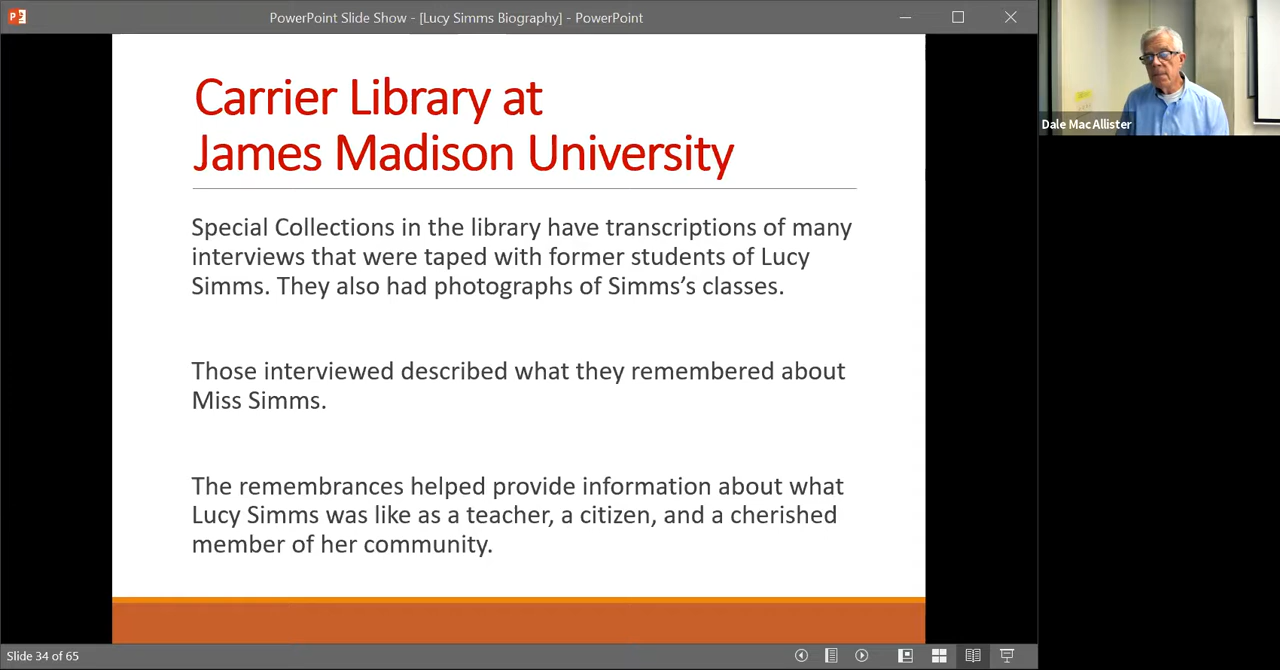 PowerPoint Slide Show - [Lucy Simms Biography] - PowerPoint
Carrier Library at
James Madison University
Special Collections in the library have transcriptions of many
interviews that were taped with former students of Lucy
Simms. They also had photographs of Simms’s classes.
Those interviewed described what they remembered about
Miss Simms.
The remembrances helped provide information about what
Lucy Simms was like as a teacher, a citizen, and a cherished
member of her community.
Slide 34 of 65
Dale MacAllister